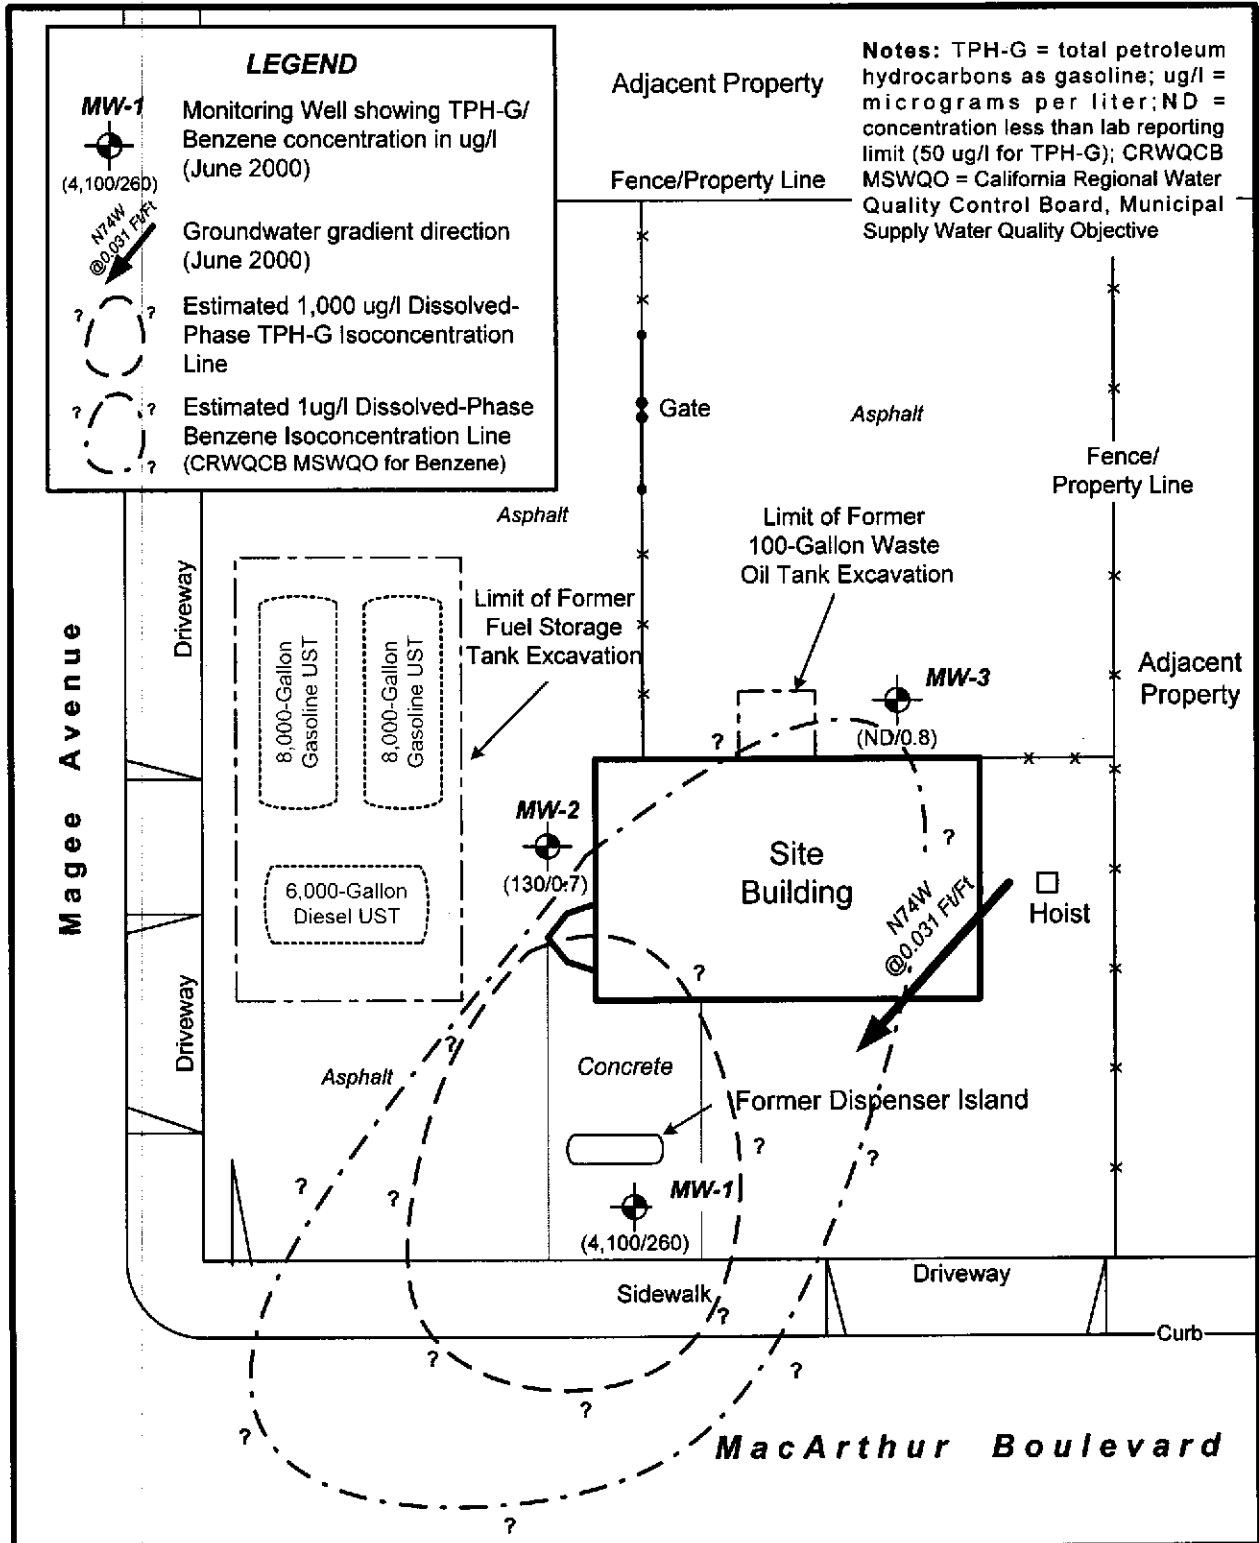 LEGEND
MW-1
(4,100/260)
Monitoring Well showing TPH-G/
Benzene concentration in ug/l
(June 2000)
N74W
@0.031 Ft/Ft
Groundwater gradient direction
(June 2000)
? ?
Estimated 1,000 ug/l Dissolved-
Phase TPH-G Isoconcentration
Line
? ?
?
Estimated 1ug/l Dissolved-Phase
Benzene Isoconcentration Line
(CRWQCB MSWQO for Benzene)
Adjacent Property
Fence/Property Line
Notes: TPH-G = total petroleum
hydrocarbons as gasoline; ug/l =
micrograms per liter; ND =
concentration less than lab reporting
limit (50 ug/l for TPH-G); CRWQCB
MSWQO = California Regional Water
Quality Control Board, Municipal
Supply Water Quality Objective
Gate
Asphalt
Fence/
Property Line
Asphalt
Limit of Former
100-Gallon Waste
Oil Tank Excavation
Driveway
Limit of Former
Fuel Storage
Tank Excavation
8,000-Gallon
Gasoline UST
8,000-Gallon
Gasoline UST
Magee Avenue
MW-3
(ND/0.8)
Adjacent
Property
?
MW-2
(130/0.7)
Site
Building
?
6,000-Gallon
Diesel UST
N74W
@0.031 Ft/Ft
Hoist
?
Driveway
?
Asphalt
Concrete
Former Dispenser Island
?
?
?
?
MW-1
(4,100/260)
Driveway
Sidewalk
?
Curb
?
?
?
?
MacArthur Boulevard
?